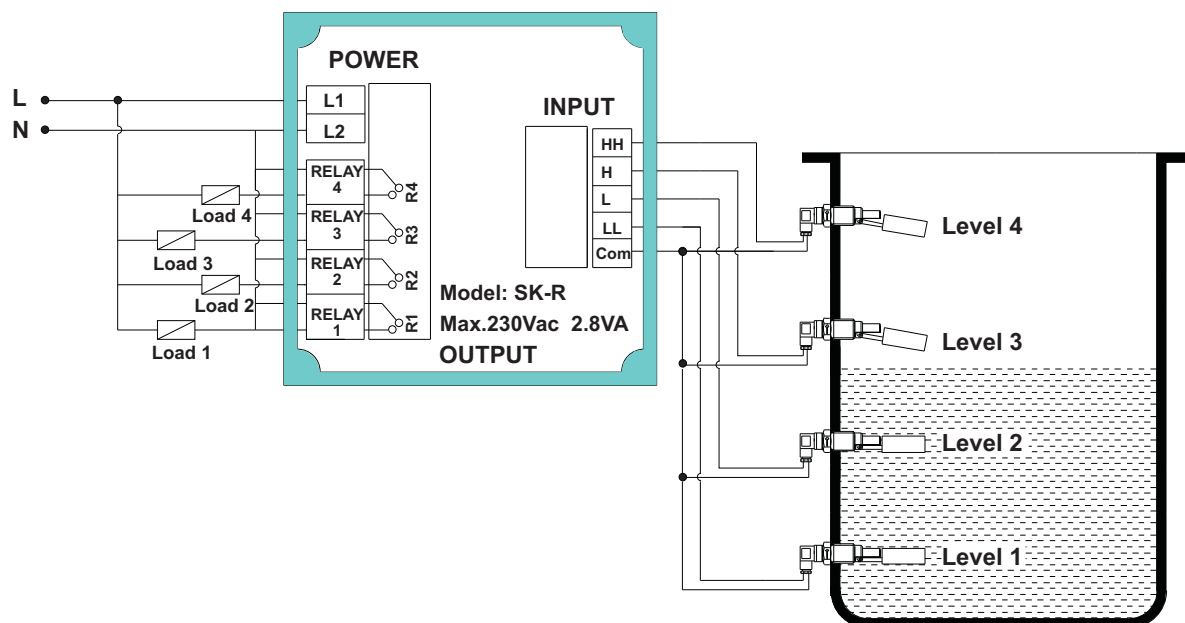 POWER
L
N
L1
L2
RELAY
4
RELAY
3
RELAY
2
RELAY
1
R4
R3
R2
R1
Load 4
Load 3
Load 2
Load 1
INPUT
HH
H
L
LL
Com
Model: SK-R
Max.230Vac 2.8VA
OUTPUT
Level 4
Level 3
Level 2
Level 1